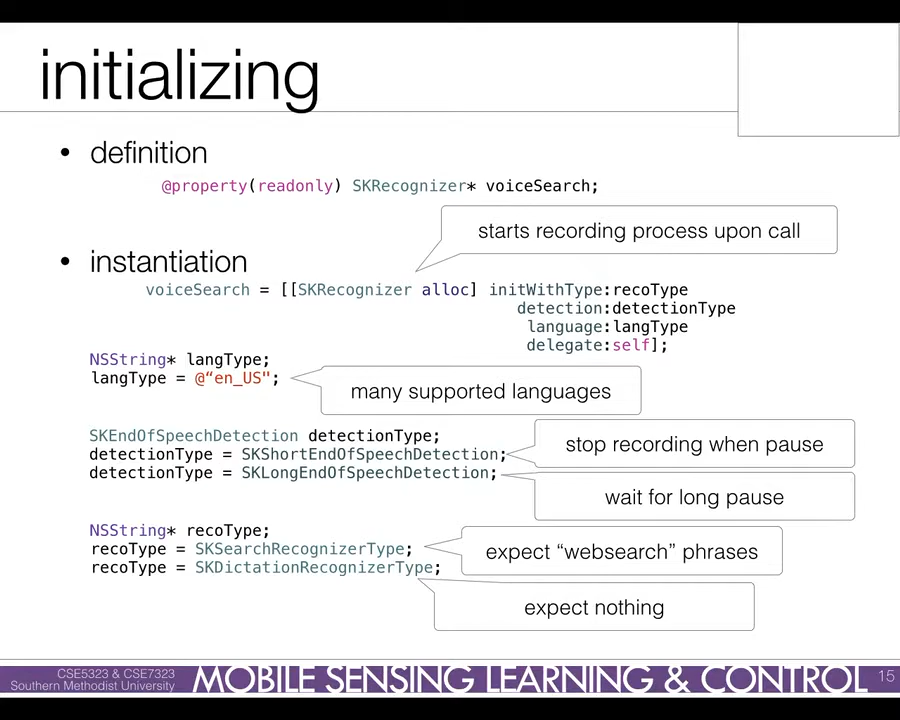 initializing
• definition
@property(readonly) SKRecognizer* voiceSearch;
starts recording process upon call
• instantiation
voiceSearch = [[SKRecognizer alloc] initWithType:recoType
detection:detectionType
language:langType
delegate:self];
NSString* langType;
langType = @“en_US";
many supported languages
SKEndOfSpeechDetection detectionType;
detectionType = SKShortEndOfSpeechDetection;
detectionType = SKLongEndOfSpeechDetection;
stop recording when pause
wait for long pause
NSString* recoType;
recoType = SKSearchRecognizerType;
recoType = SKDictationRecognizerType;
expect “websearch” phrases
expect nothing
CSE5323 & CSE7323
Southern Methodist University
MOBILE SENSING LEARNING & CONTROL
15